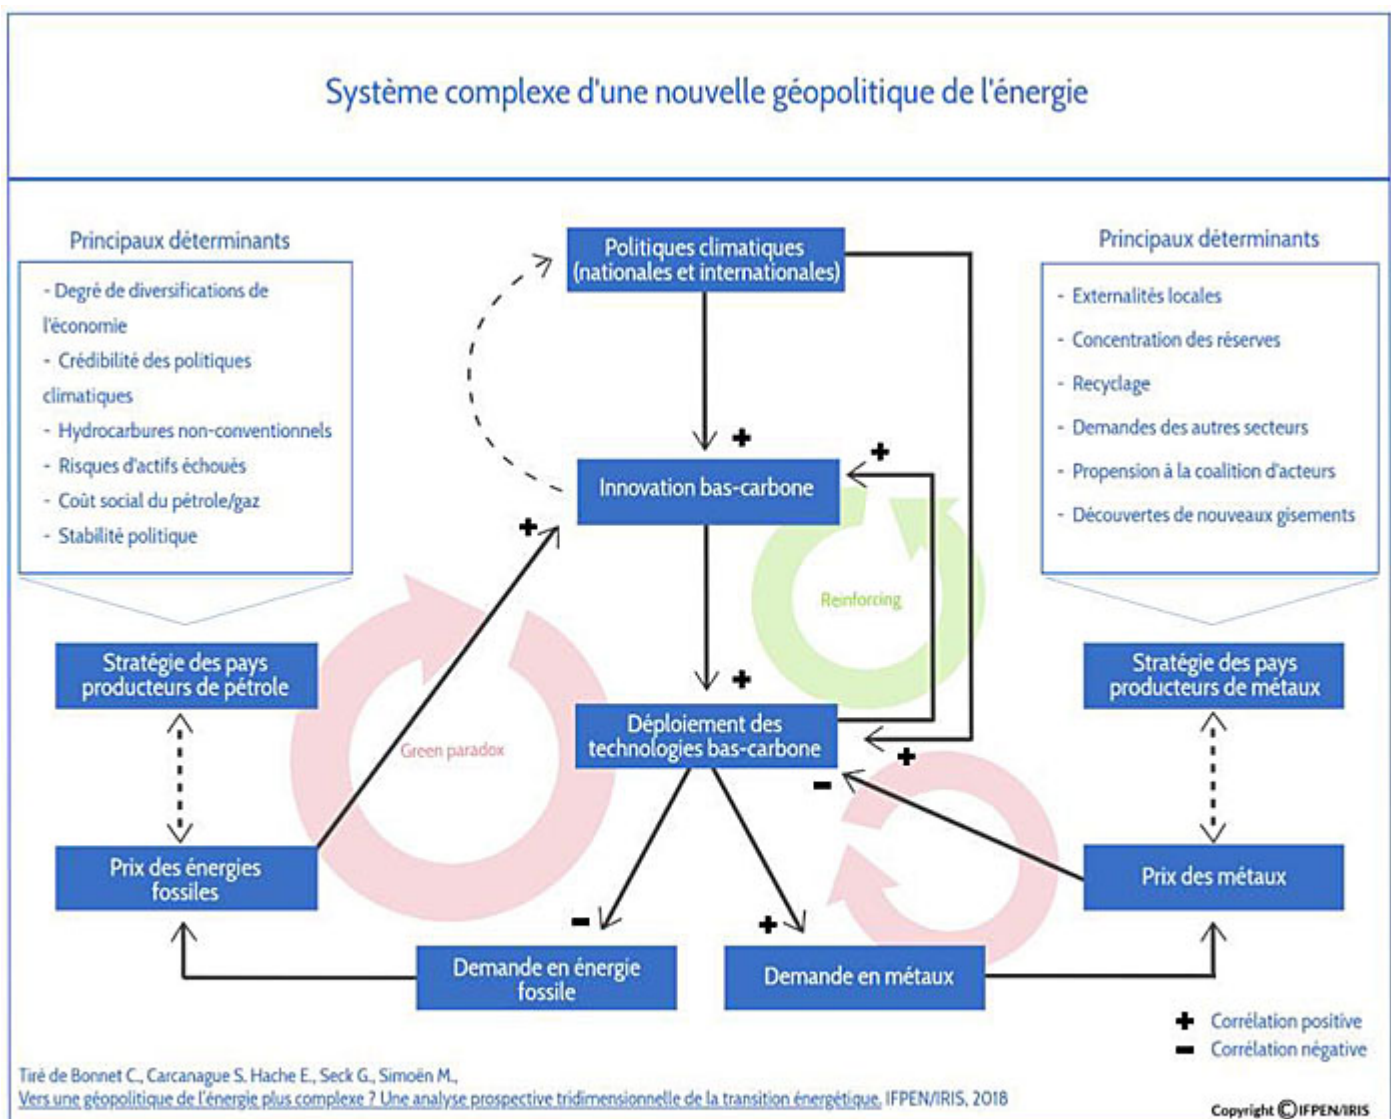 Système complexe d'une nouvelle géopolitique de l'énergie
Principaux déterminants
- Degré de diversifications de
l'économie
- Crédibilité des politiques
climatiques
- Hydrocarbures non-conventionnels
- Risques d'actifs échoués
- Coût social du pétrole/gaz
- Stabilité politique
Politiques climatiques
(nationales et internationales)
Principaux déterminants
- Externalités locales
- Concentration des réserves
- Recyclage
- Demandes des autres secteurs
- Propension à la coalition d'acteurs
- Découvertes de nouveaux gisements
+
+
Innovation bas-carbone
+
Reinforcing
Stratégie des pays
producteurs de pétrole
+
Déploiement des
technologies bas-carbone
Stratégie des pays
producteurs de métaux
Green paradox
+
-
Prix des énergies
fossiles
Prix des métaux
-
+
Demande en énergie
fossile
Demande en métaux
+ Corrélation positive
- Corrélation négative
Tiré de Bonnet C., Carcanague S. Hache E., Seck G., Simoën M.,
Vers une géopolitique de l'énergie plus complexe ? Une analyse prospective tridimensionnelle de la transition énergétique. IFPEN/IRIS, 2018
Copyright © IFPEN/IRIS